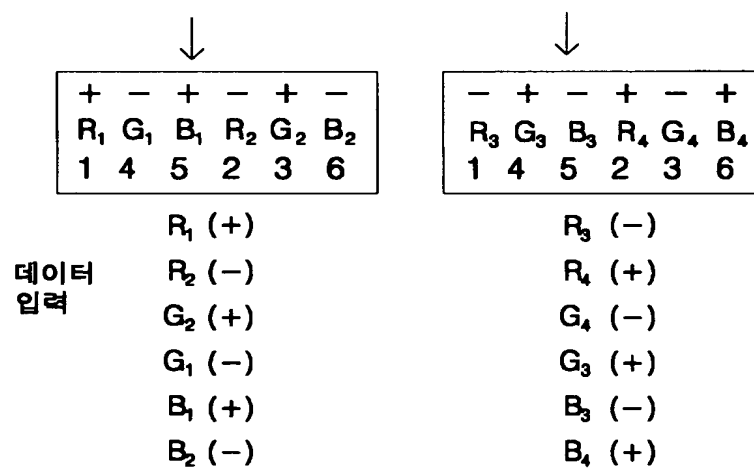 + − + − + − − + − + − +
R₁ G₁ B₁ R₂ G₂ B₂ R₃ G₃ B₃ R₄ G₄ B₄
1 4 5 2 3 6 1 4 5 2 3 6
R₁ (+) R₃ (−)
데이터 R₂ (−) R₄ (+)
입력 G₂ (+) G₄ (−)
G₁ (−) G₃ (+)
B₁ (+) B₃ (−)
B₂ (−) B₄ (+)